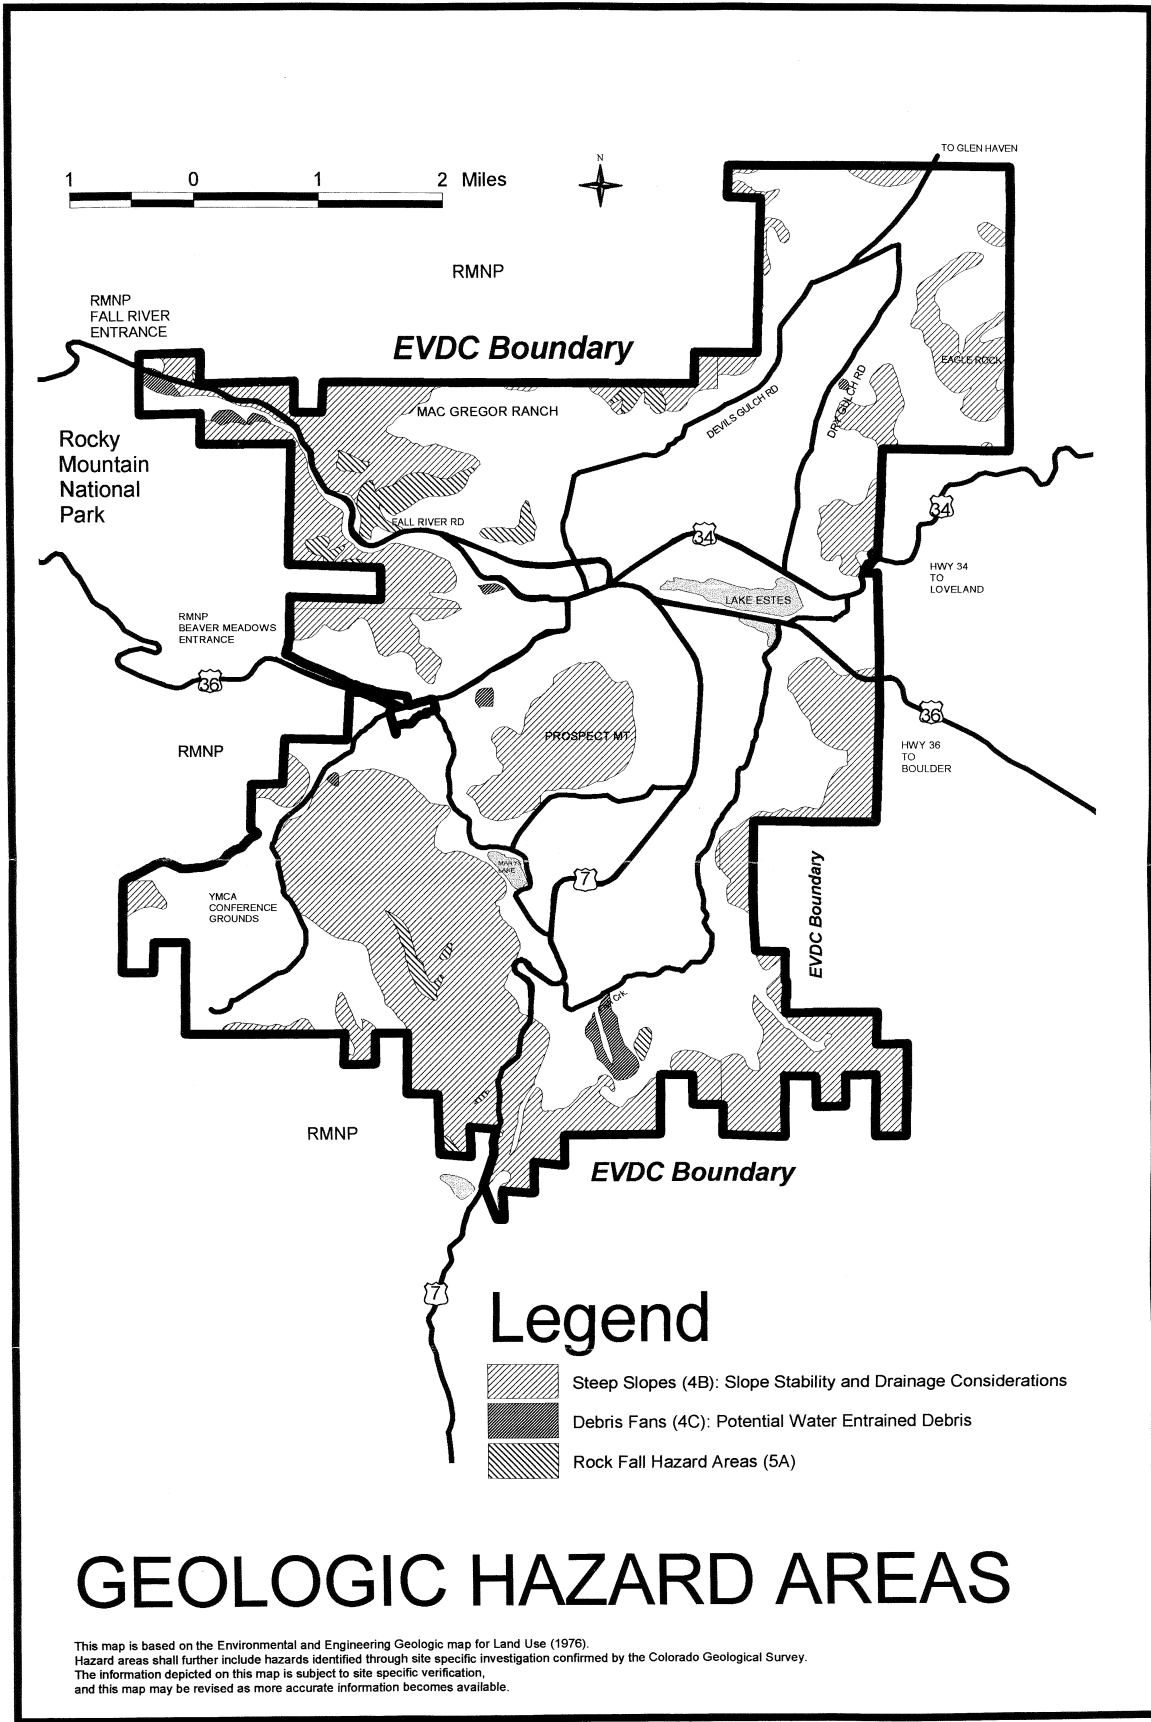 TO GLEN HAVEN
N
1 0 1 2 Miles
RMNP
RMNP
FALL RIVER
ENTRANCE
EVDC Boundary
EAGLE ROCK
MAC GREGOR RANCH
DEVILS GULCH RD
DRY GULCH RD
Rocky
Mountain
National
Park
FALL RIVER RD
34
34
HWY 34
TO
LOVELAND
LAKE ESTES
RMNP
BEAVER MEADOWS
ENTRANCE
36
36
PROSPECT MT.
HWY 36
TO
BOULDER
RMNP
MARYS
LAKE
7
YMCA
CONFERENCE
GROUNDS
EVDC Boundary
Crk.
RMNP
EVDC Boundary
7
Legend
Steep Slopes (4B): Slope Stability and Drainage Considerations
Debris Fans (4C): Potential Water Entrained Debris
Rock Fall Hazard Areas (5A)
GEOLOGIC HAZARD AREAS
This map is based on the Environmental and Engineering Geologic map for Land Use (1976).
Hazard areas shall further include hazards identified through site specific investigation confirmed by the Colorado Geological Survey.
The information depicted on this map is subject to site specific verification,
and this map may be revised as more accurate information becomes available.